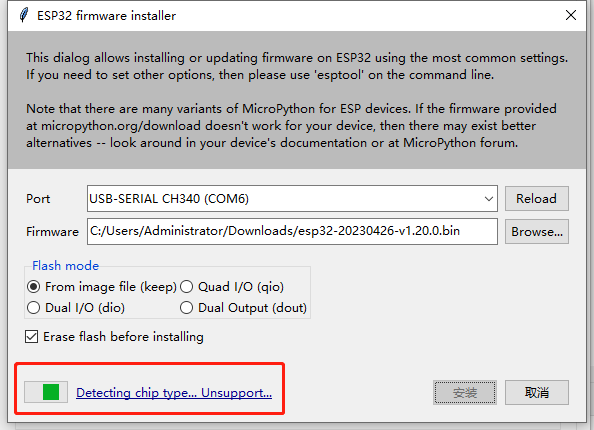 ESP32 firmware installer
This dialog allows installing or updating firmware on ESP32 using the most common settings.
If you need to set other options, then please use 'esptool' on the command line.
Note that there are many variants of MicroPython for ESP devices. If the firmware provided
at micropython.org/download doesn't work for your device, then there may exist better
alternatives -- look around in your device's documentation or at MicroPython forum.
Port USB-SERIAL CH340 (COM6) Reload
Firmware C:/Users/Administrator/Downloads/esp32-20230426-v1.20.0.bin Browse...
Flash mode
From image file (keep) Quad I/O (qio)
Dual I/O (dio) Dual Output (dout)
Erase flash before installing
Detecting chip type... Unsupport... 安装 取消